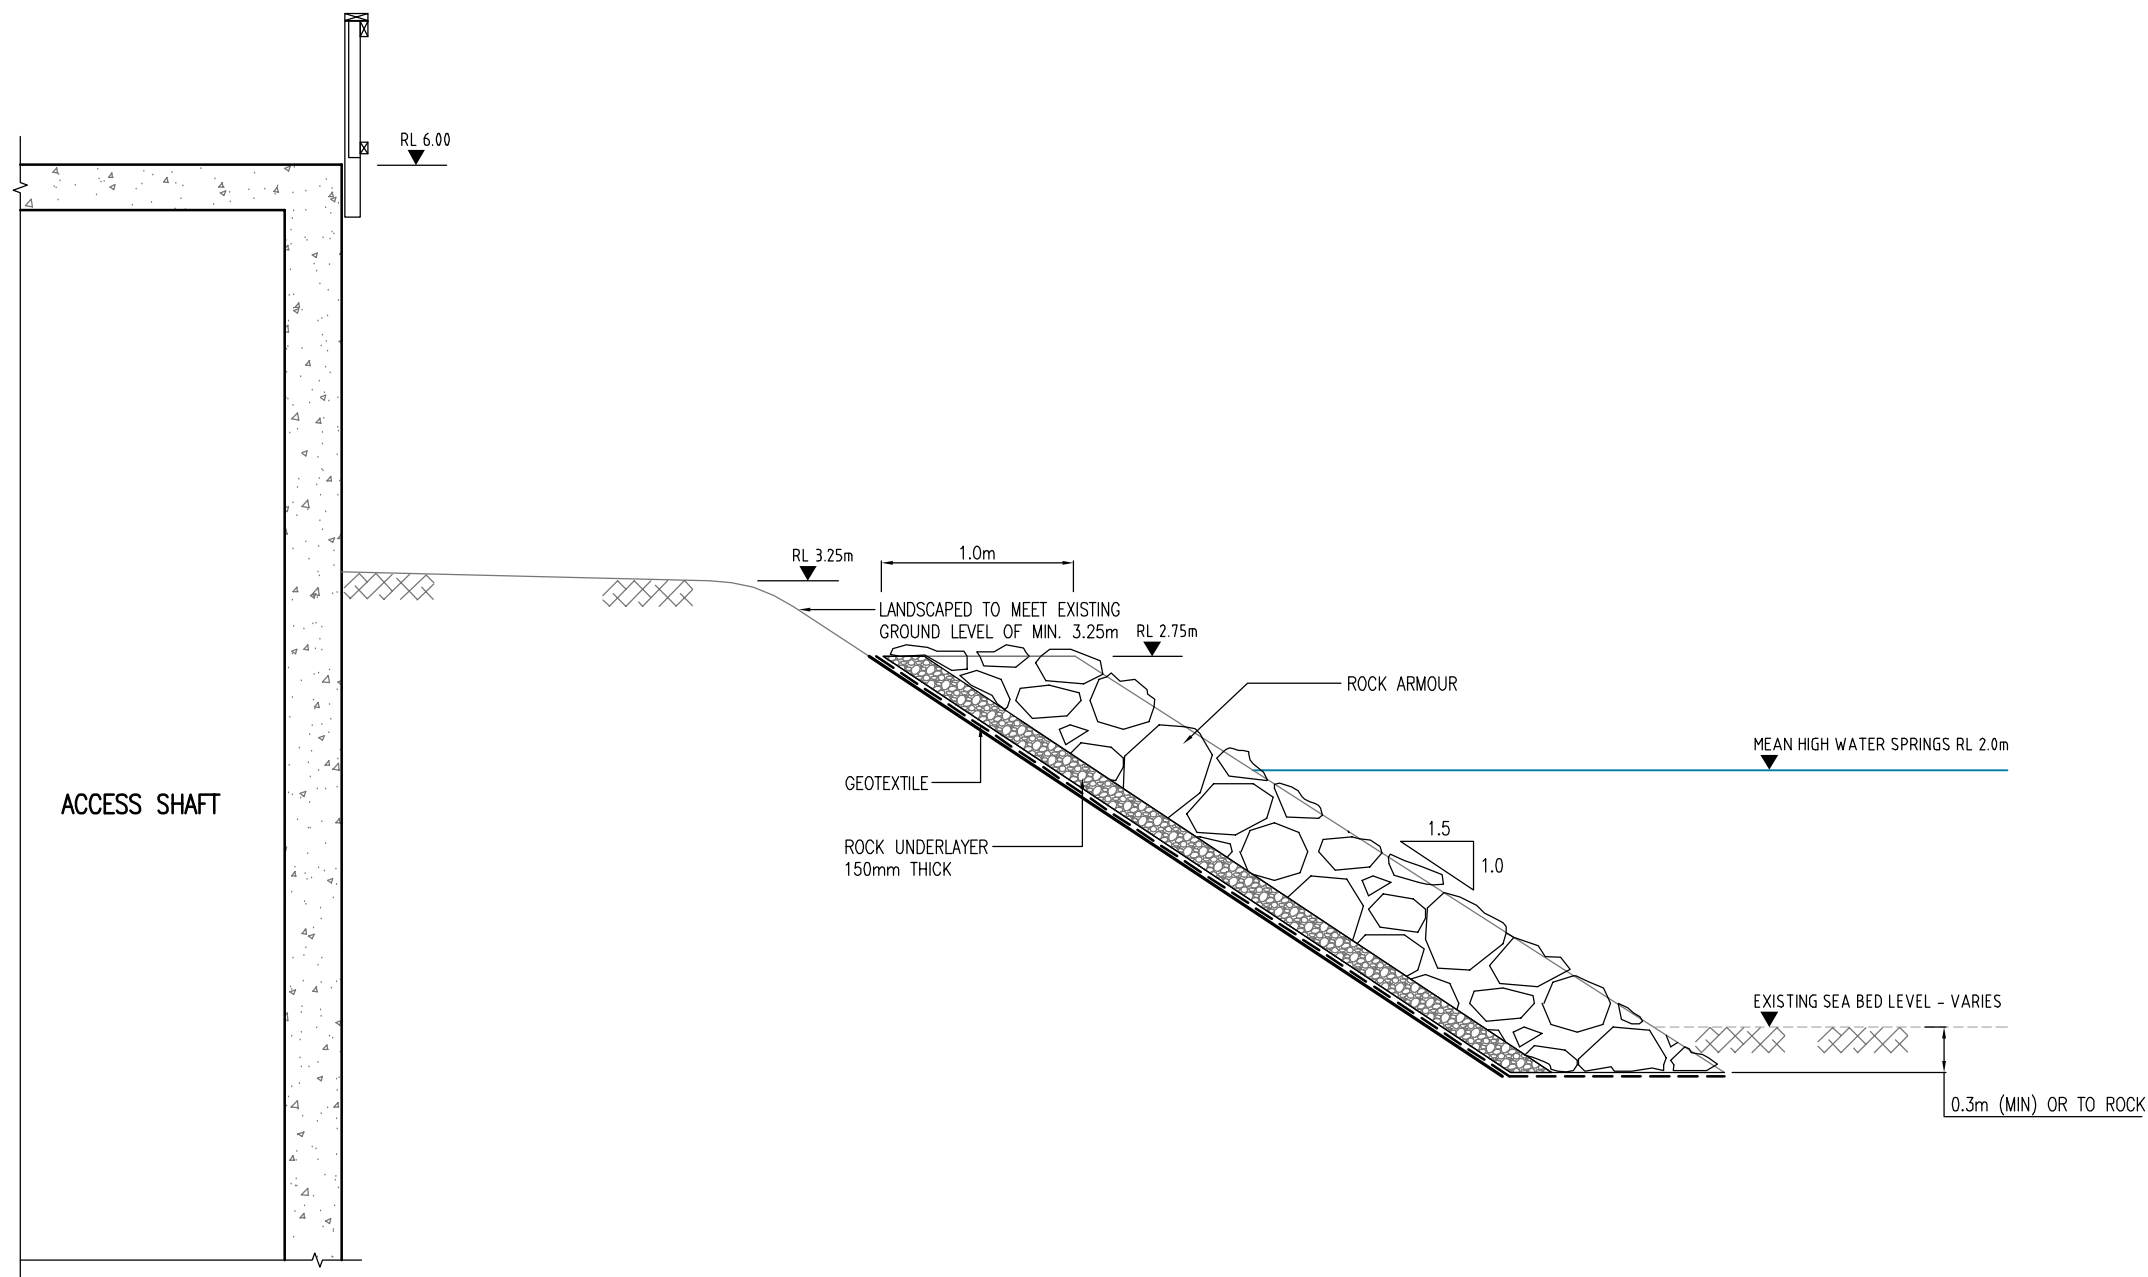 RL 6.00
RL 3.25m
1.0m
LANDSCAPED TO MEET EXISTING
GROUND LEVEL OF MIN. 3.25m
RL 2.75m
ROCK ARMOUR
MEAN HIGH WATER SPRINGS RL 2.0m
GEOTEXTILE
ACCESS SHAFT
1.5
1.0
ROCK UNDERLAYER
150mm THICK
EXISTING SEA BED LEVEL - VARIES
0.3m (MIN) OR TO ROCK